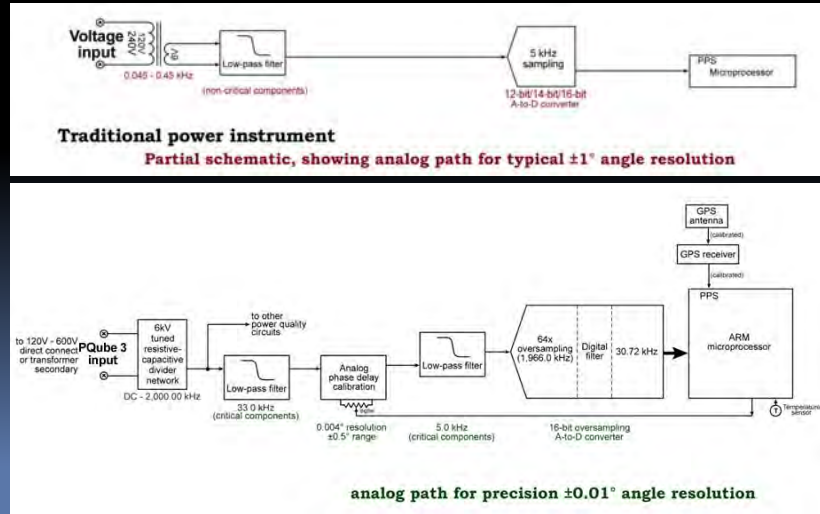 Voltage
input
120V
240V
6V
0.045 - 0.45 kHz
Low-pass filter
(non-critical components)
5 kHz
sampling
12-bit/14-bit/16-bit
A-to-D converter
PPS
Microprocessor
Traditional power instrument
Partial schematic, showing analog path for typical ±1° angle resolution
GPS
antenna
(calibrated)
GPS receiver
(calibrated)
PPS
ARM
microprocessor
Temperature
sensor
T
to 120V - 600V
direct connect
or transformer
secondary
PQube 3
input
6kV
tuned
resistive-
capacitive
divider
network
DC - 2,000.00 kHz
to other
power quality
circuits
Low-pass filter
33.0 kHz
(critical components)
Analog
phase delay
calibration
0.004° resolution
±0.5° range
Low-pass filter
5.0 kHz
(critical components)
64x
oversampling
(1,966.0 kHz)
Digital
filter
30.72 kHz
16-bit oversampling
A-to-D converter
analog path for precision ±0.01° angle resolution